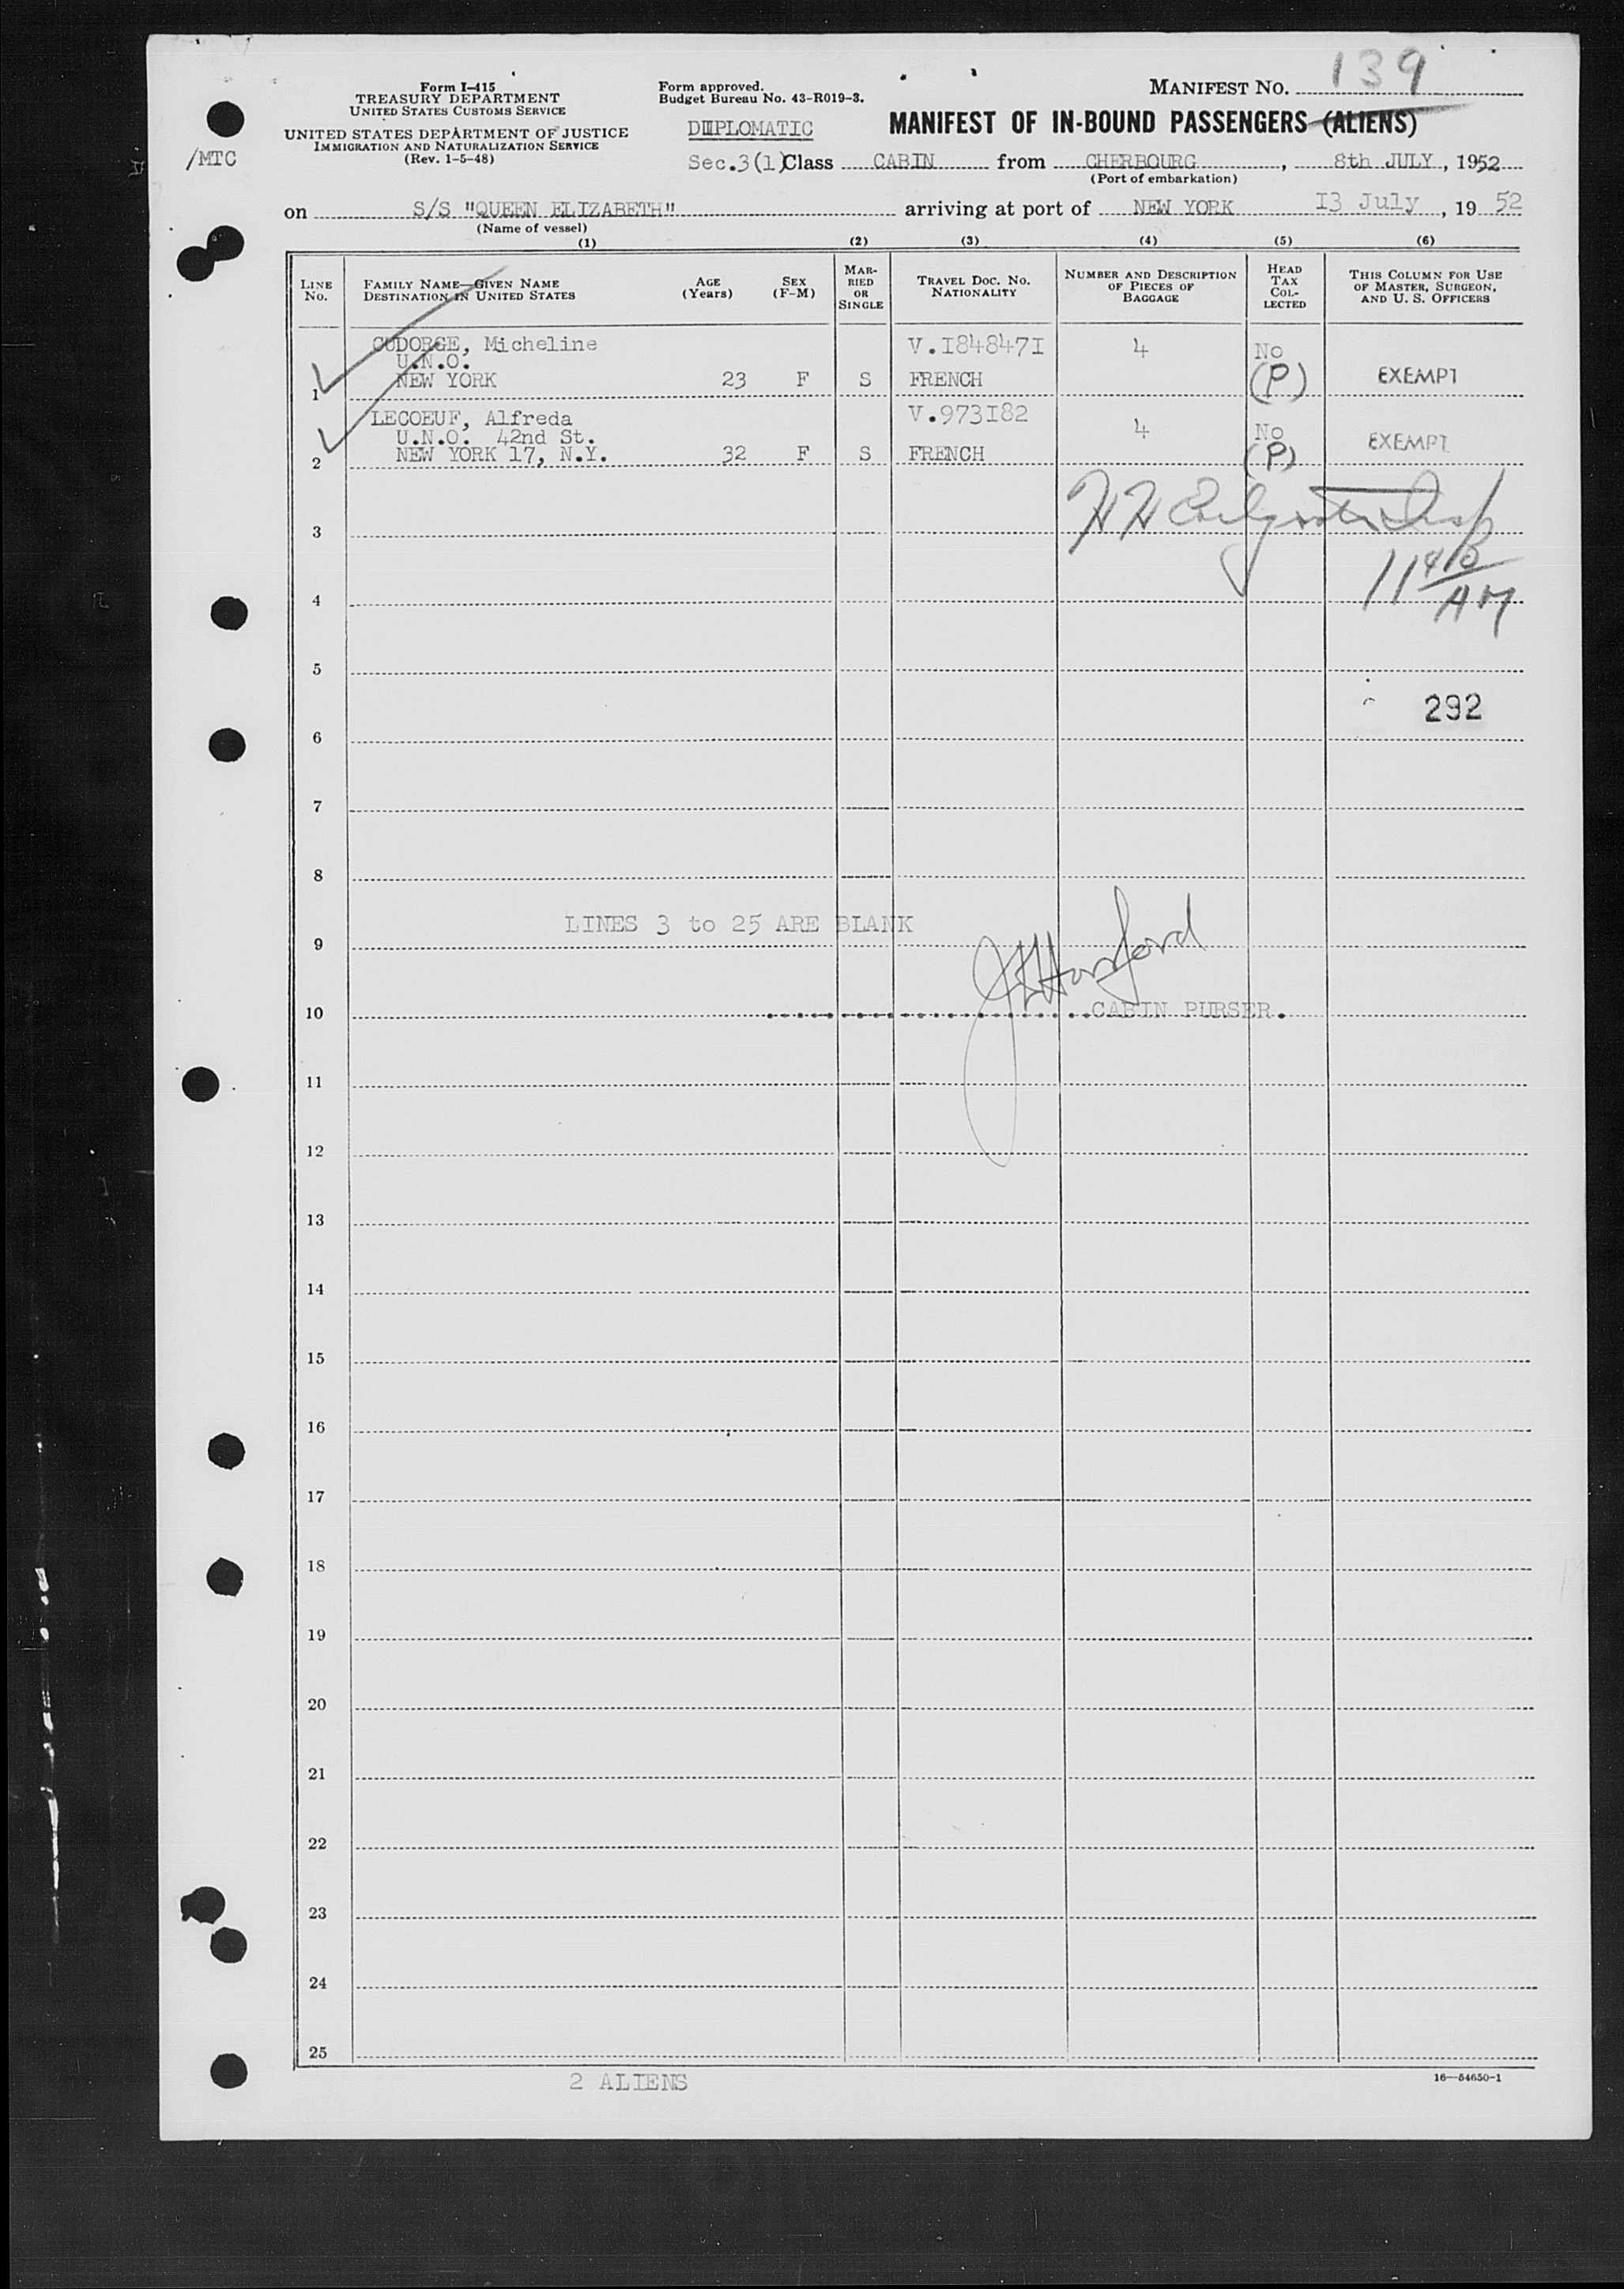 Form I-415
TREASURY DEPARTMENT
UNITED STATES CUSTOMS SERVICE
UNITED STATES DEPARTMENT OF JUSTICE
IMMIGRATION AND NATURALIZATION SERVICE
(Rev. 1-5-48)
/MTC
Form approved.
Budget Bureau No. 43-R019-3.
DIPLOMATIC
MANIFEST NO. 139
MANIFEST OF IN-BOUND PASSENGERS (ALIENS)
Sec.3(1) Class CABIN from CHERBOURG, 8th JULY, 1952
(Port of embarkation)
on S/S "QUEEN ELIZABETH" arriving at port of NEW YORK 13 July, 19 52
(Name of vessel)
(1) (2) (3) (4) (5) (6)
LINE NO.
FAMILY NAME—GIVEN NAME
DESTINATION IN UNITED STATES
AGE (Years)
SEX (F-M)
MARRIED OR SINGLE
TRAVEL DOC. NO.
NATIONALITY
NUMBER AND DESCRIPTION OF PIECES OF BAGGAGE
HEAD TAX COLLECTED
THIS COLUMN FOR USE OF MASTER, SURGEON, AND U. S. OFFICERS
CUDORGE, Micheline V.1848471 4 No
U.N.O.
1 NEW YORK 23 F S FRENCH (P) EXEMPT
LECOEUF, Alfreda V.973182 4 No
U.N.O. 42nd St. EXEMPT
2 NEW YORK 17, N.Y. 32 F S FRENCH (P)
3
4
AM
5
292
6
7
8
LINES 3 to 25 ARE BLANK
9
10 CABIN PURSER.
11
12
13
14
15
16
17
18
19
20
21
22
23
24
25
2 ALIENS
16—54650-1